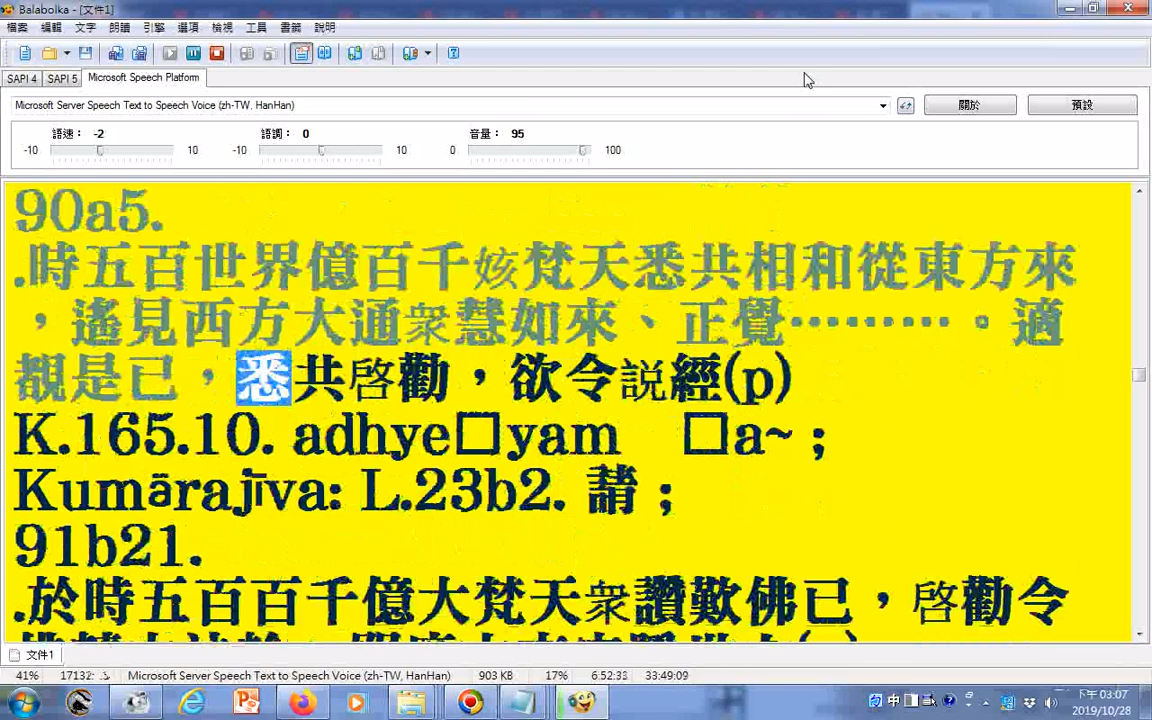 Balabolka - [文件1]
檔案 編輯 文字 朗讀 引擎 選項 檢視 工具 書籤 說明
SAPI 4 SAPI 5 Microsoft Speech Platform
Microsoft Server Speech Text to Speech Voice (zh-TW, HanHan) 關於 預設
語速： -2 語調： 0 音量： 95
-10 10 -10 10 0 100
90a5.
.時五百世界億百千姟梵天悉共相和從東方來
，遙見西方大通衆慧如來、正覺………。適
覩是已，悉共啓勸，欲令説經(p)
K.165.10. adhye□yam □a~；
Kumārajīva: L.23b2. 請；
91b21.
.於時五百百千億大梵天衆讚歎佛已，啓勸令
文件1
41% 17132: Microsoft Server Speech Text to Speech Voice (zh-TW, HanHan) 903 KB 17% 6:52:33 33:49:09
中 下午 03:07
2019/10/28